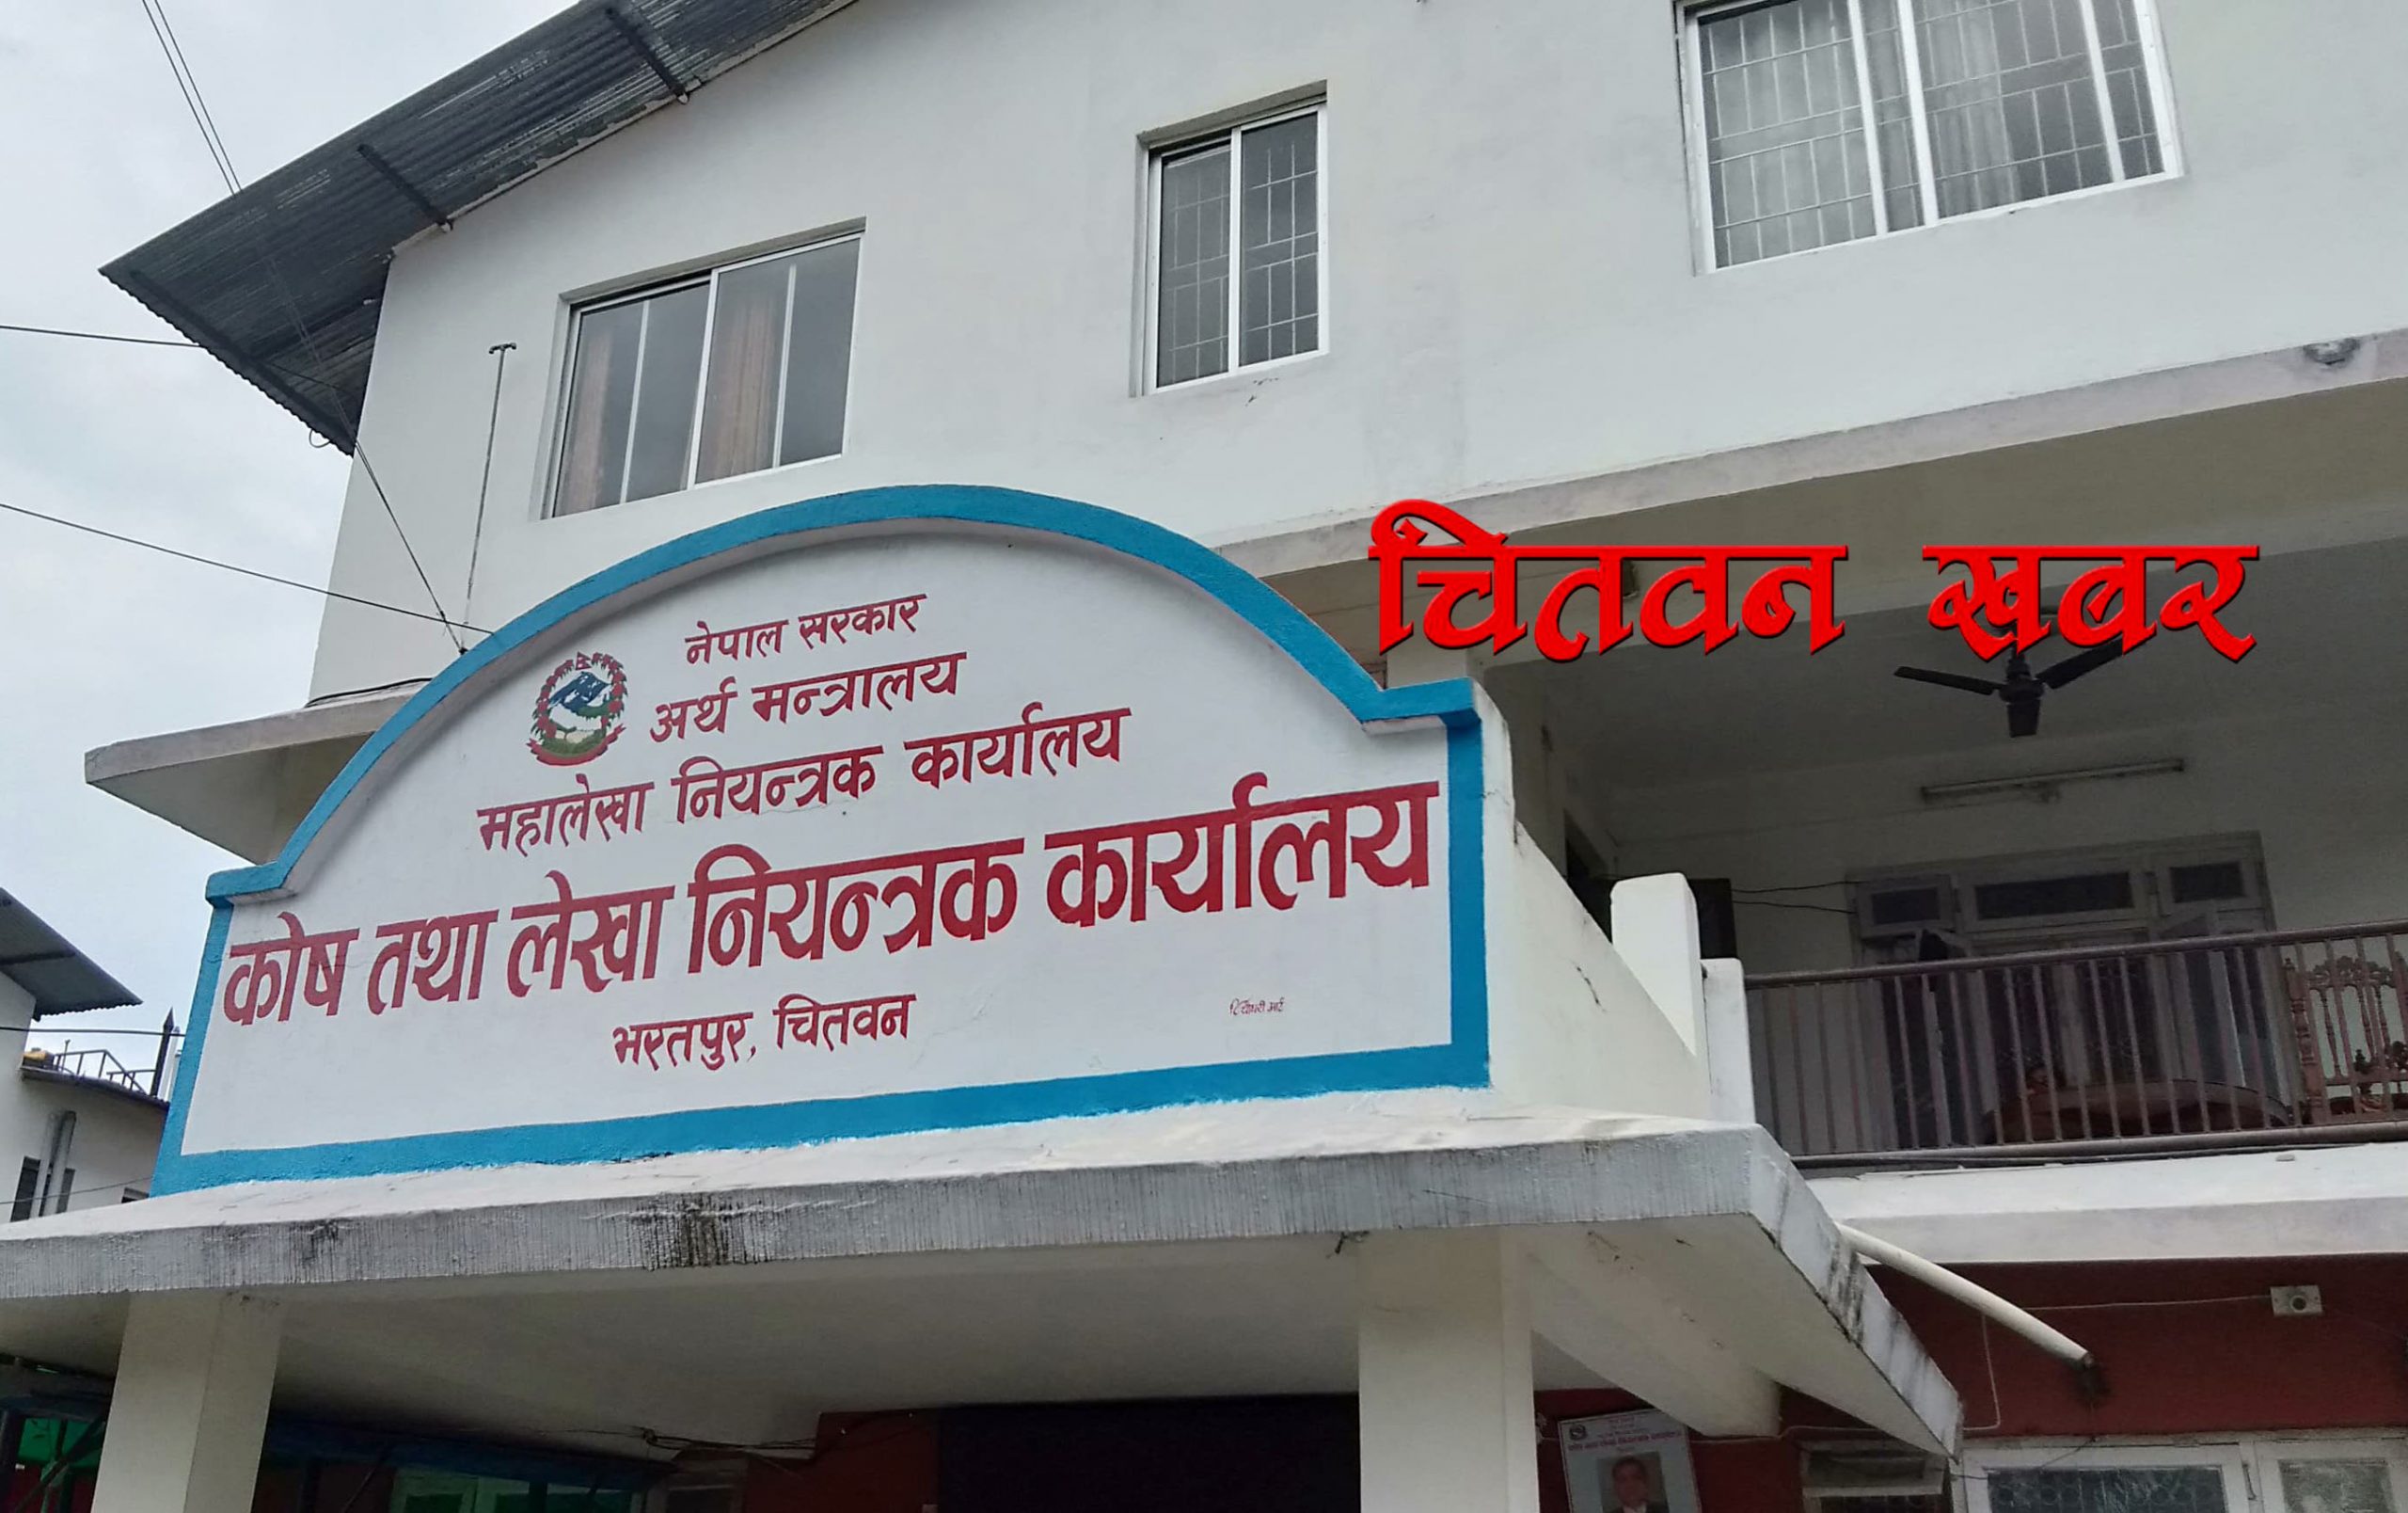 चितवन खबर
नेपाल सरकार
अर्थ मन्त्रालय
महालेखा नियन्त्रक कार्यालय
कोष तथा लेखा नियन्त्रक कार्यालय
भरतपुर, चितवन